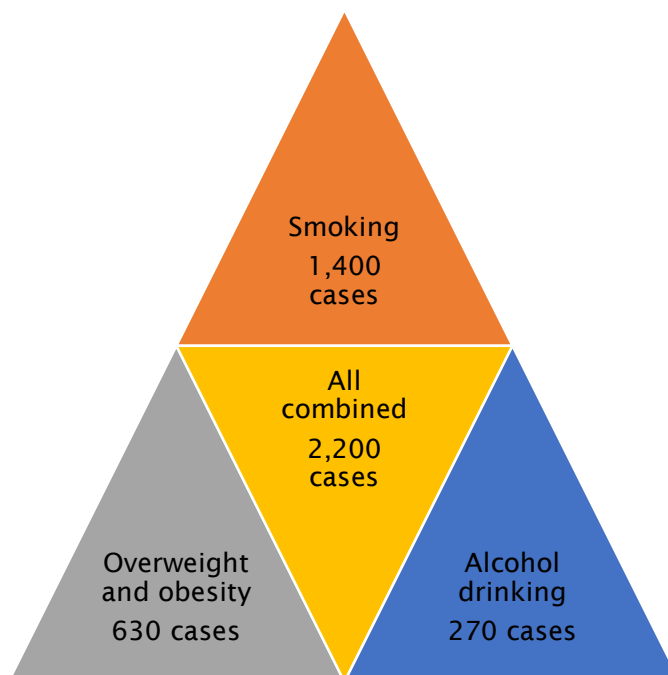 Smoking
1,400
cases
All
combined
2,200
cases
Overweight
and obesity
630 cases
Alcohol
drinking
270 cases